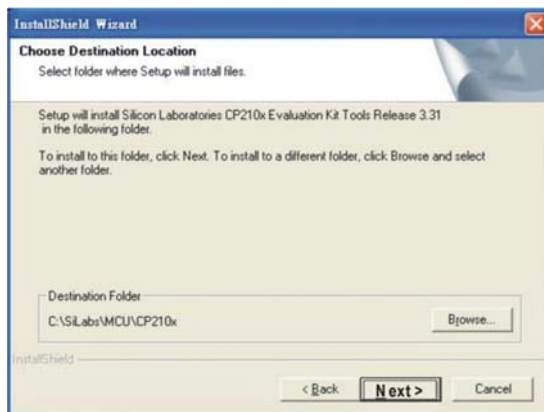 InstallShield Wizard
Choose Destination Location
Select folder where Setup will install files.
Setup will install Silicon Laboratories CP210x Evaluation Kit Tools Release 3.31
in the following folder.
To install to this folder, click Next. To install to a different folder, click Browse and select
another folder.
Destination Folder
C:\SiLabs\MCU\CP210x
Browse...
InstallShield
< Back
Next >
Cancel